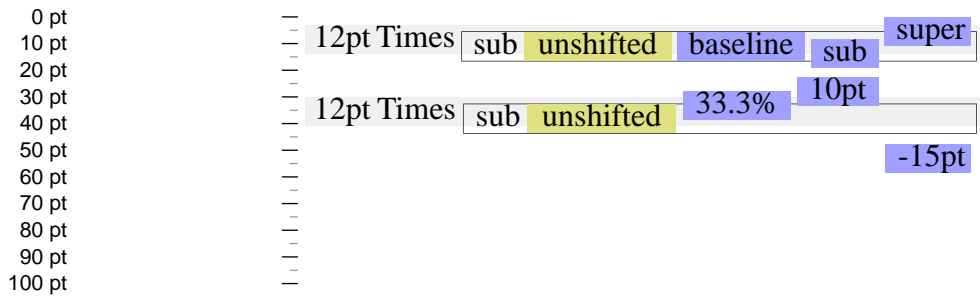 0 pt
10 pt
20 pt
30 pt
40 pt
50 pt
60 pt
70 pt
80 pt
90 pt
100 pt
12pt Times sub unshifted baseline sub super
12pt Times sub unshifted 33.3% 10pt -15pt